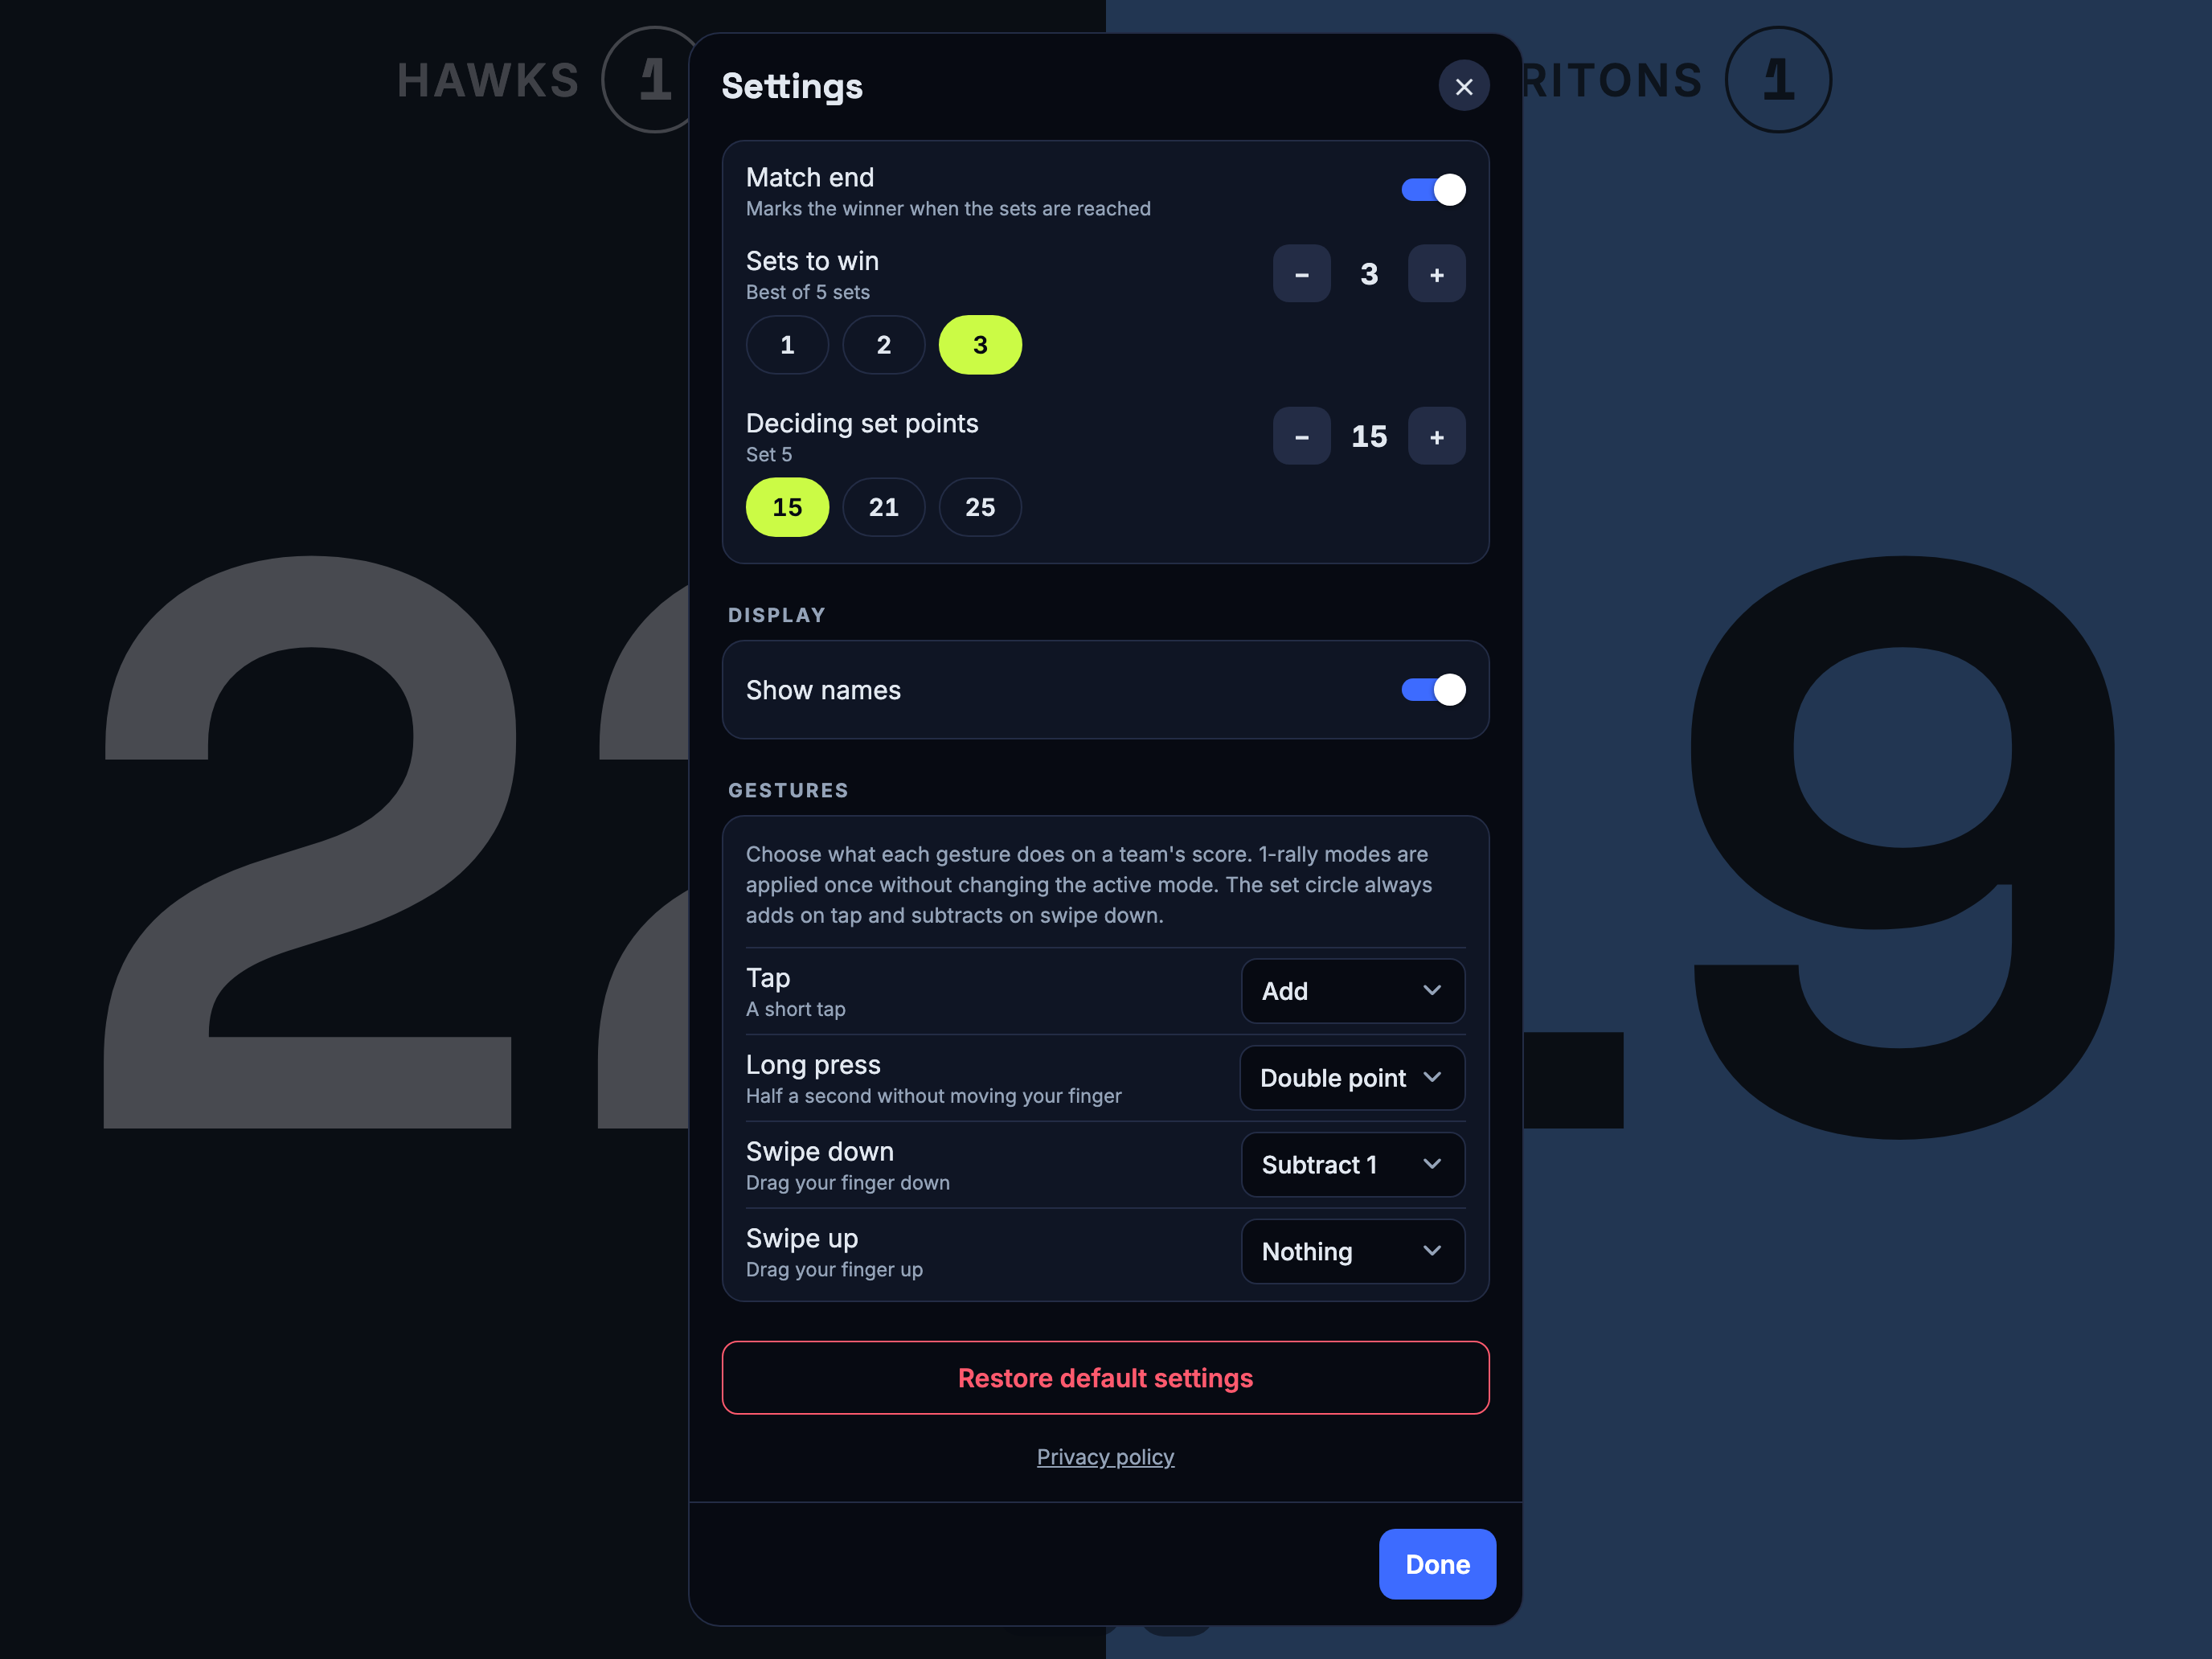 HAWKS 1
RITONS 1
Settings
Match end
Marks the winner when the sets are reached
Sets to win
Best of 5 sets
− 3 +
1 2 3
Deciding set points
Set 5
− 15 +
15 21 25
DISPLAY
Show names
GESTURES
Choose what each gesture does on a team's score. 1-rally modes are
applied once without changing the active mode. The set circle always
adds on tap and subtracts on swipe down.
Tap
A short tap
Add
Long press
Half a second without moving your finger
Double point
Swipe down
Drag your finger down
Subtract 1
Swipe up
Drag your finger up
Nothing
Restore default settings
Privacy policy
Done
2
9